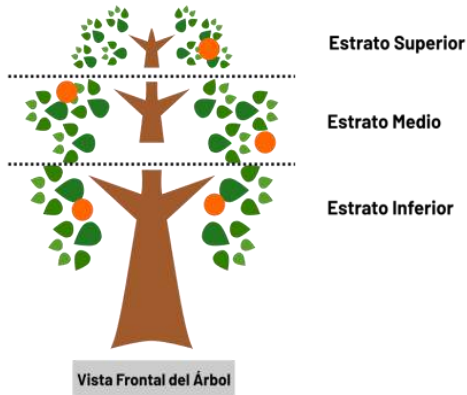 Estrato Superior
Estrato Medio
Estrato Inferior
Vista Frontal del Árbol